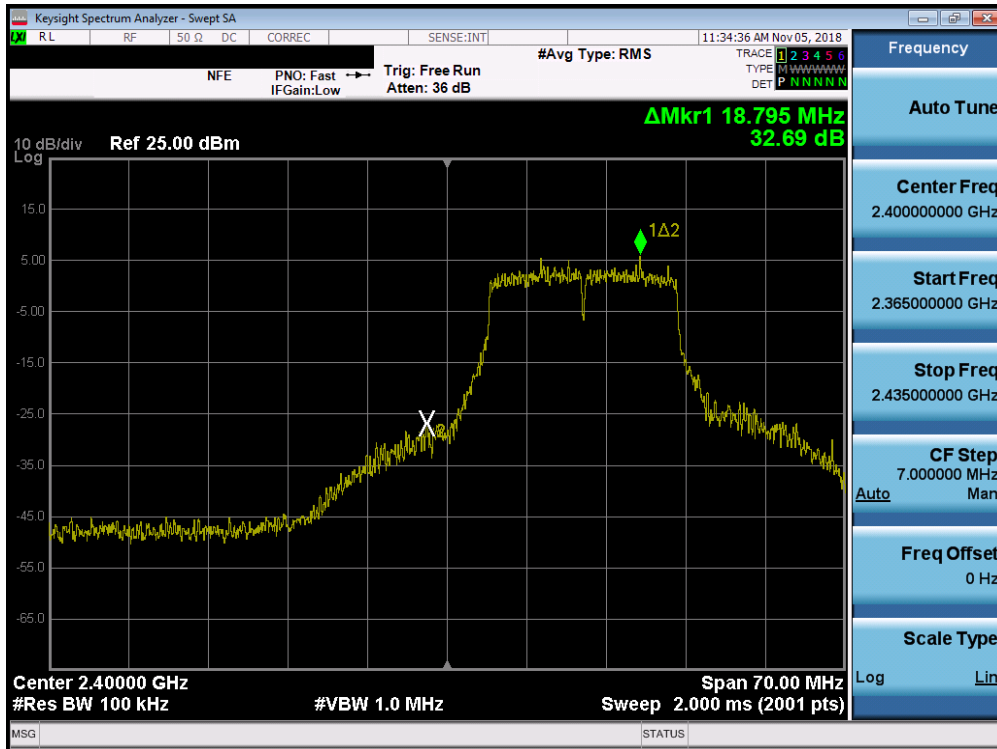 Keysight Spectrum Analyzer - Swept SA
LXI RL RF 50 Ω DC CORREC SENSE:INT 11:34:36 AM Nov 05, 2018
NFE PNO: Fast IFGain:Low Trig: Free Run Atten: 36 dB #Avg Type: RMS
TRACE 1 2 3 4 5 6
TYPE M WWWWW
DET P N N N N N
ΔMkr1 18.795 MHz
32.69 dB
10 dB/div Ref 25.00 dBm
Log
15.0
5.00
-5.00
-15.0
-25.0
-35.0
-45.0
-55.0
-65.0
1Δ2
X2
Center 2.40000 GHz Span 70.00 MHz
#Res BW 100 kHz #VBW 1.0 MHz Sweep 2.000 ms (2001 pts)
MSG STATUS
Frequency
Auto Tune
Center Freq
2.400000000 GHz
Start Freq
2.365000000 GHz
Stop Freq
2.435000000 GHz
CF Step
7.000000 MHz
Auto Man
Freq Offset
0 Hz
Scale Type
Log Lin